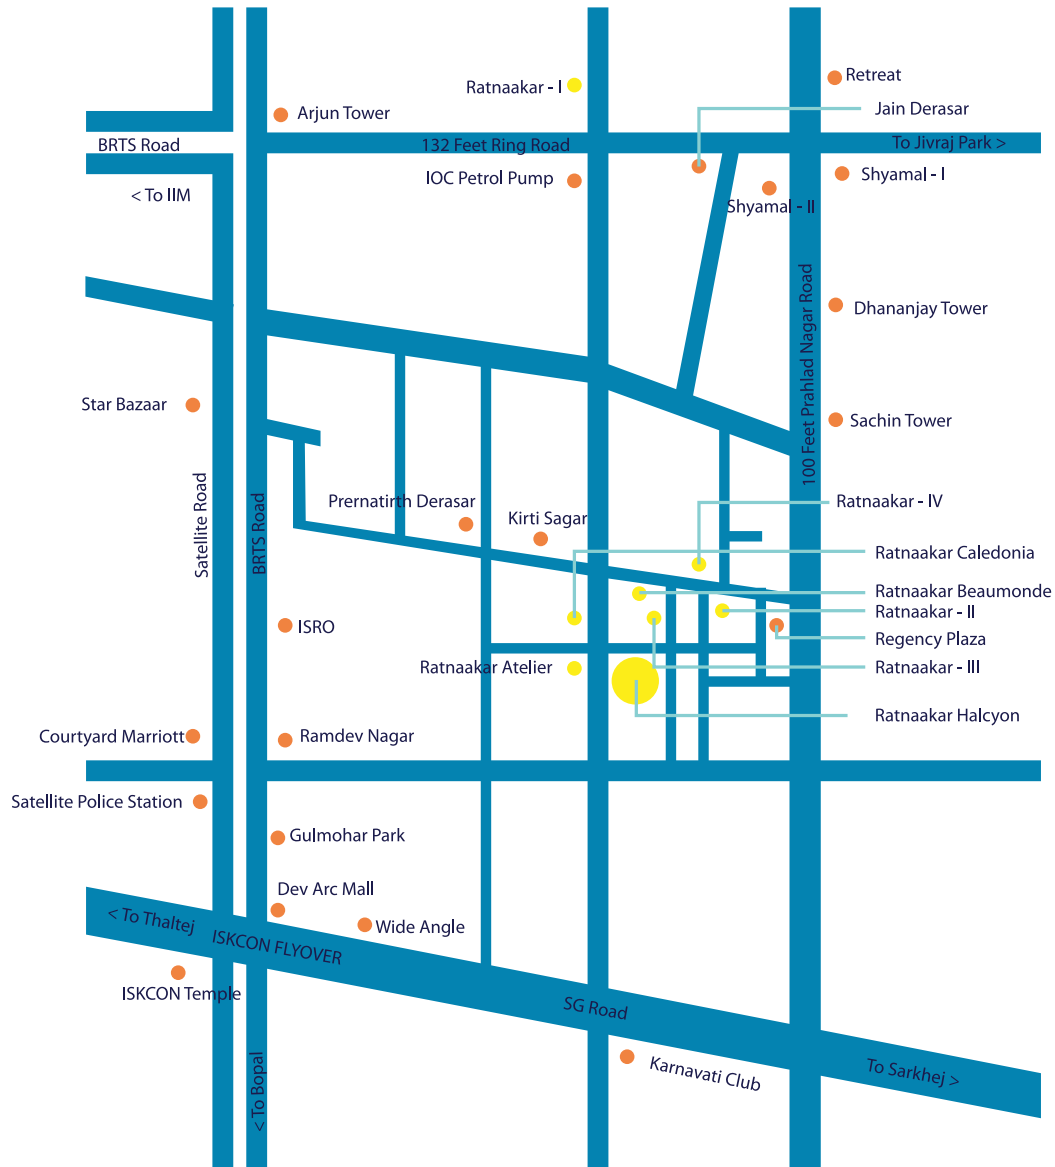 Retreat
Ratnaakar - I
Jain Derasar
Arjun Tower
BRTS Road
132 Feet Ring Road
To Jivraj Park >
IOC Petrol Pump
Shyamal - I
< To IIM
Shyamal - II
Dhananjay Tower
100 Feet Prahlad Nagar Road
Star Bazaar
Sachin Tower
Satellite Road
BRTS Road
Prernatirth Derasar
Ratnaakar - IV
Kirti Sagar
Ratnaakar Caledonia
Ratnaakar Beaumonde
Ratnaakar - II
ISRO
Regency Plaza
Ratnaakar Atelier
Ratnaakar - III
Ratnaakar Halcyon
Courtyard Marriott
Ramdev Nagar
Satellite Police Station
Gulmohar Park
Dev Arc Mall
< To Thaltej
ISKCON FLYOVER
Wide Angle
ISKCON Temple
SG Road
< To Bopal
Karnavati Club
To Sarkhej >